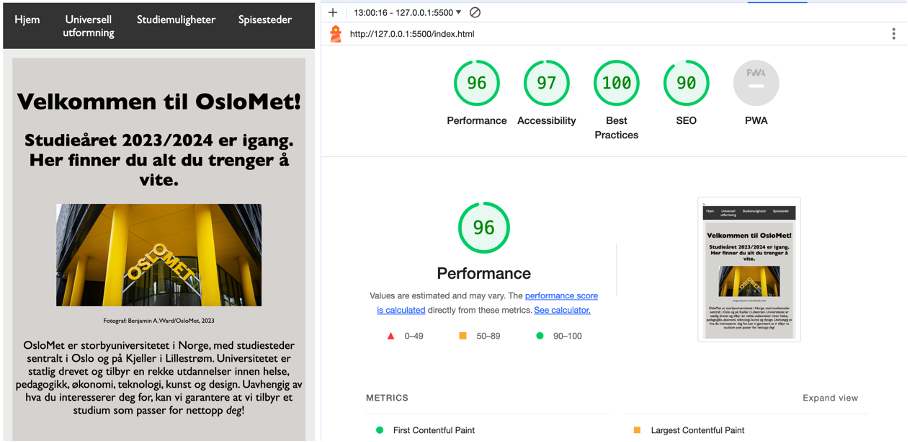 Hjem
Universell
utformning
Studiemuligheter
Spisesteder
Velkommen til OsloMet!
Studieåret 2023/2024 er igang.
Her finner du alt du trenger å
vite.
OSLOMET
Fotograf: Benjamin A. Ward/OsloMet, 2023
OsloMet er storbyuniversitetet i Norge, med studiesteder
sentralt i Oslo og på Kjeller i Lillestrøm. Universitetet er
statlig drevet og tilbyr en rekke utdannelser innen helse,
pedagogikk, økonomi, teknologi, kunst og design. Uavhengig av
hva du interesserer deg for, kan vi garantere at vi tilbyr et
studium som passer for nettopp deg!
13:00:16 - 127.0.0.1:5500
http://127.0.0.1:5500/index.html
96
97
100
90
PWA
Performance
Accessibility
Best
Practices
SEO
PWA
96
Performance
Values are estimated and may vary. The performance score
is calculated directly from these metrics. See calculator.
0–49
50–89
90–100
Hjem
Universell
utformning
Studiemuligheter
Spisesteder
Velkommen til OsloMet!
Studieåret 2023/2024 er igang.
Her finner du alt du trenger å
vite.
OSLOMET
METRICS
Expand view
First Contentful Paint
Largest Contentful Paint